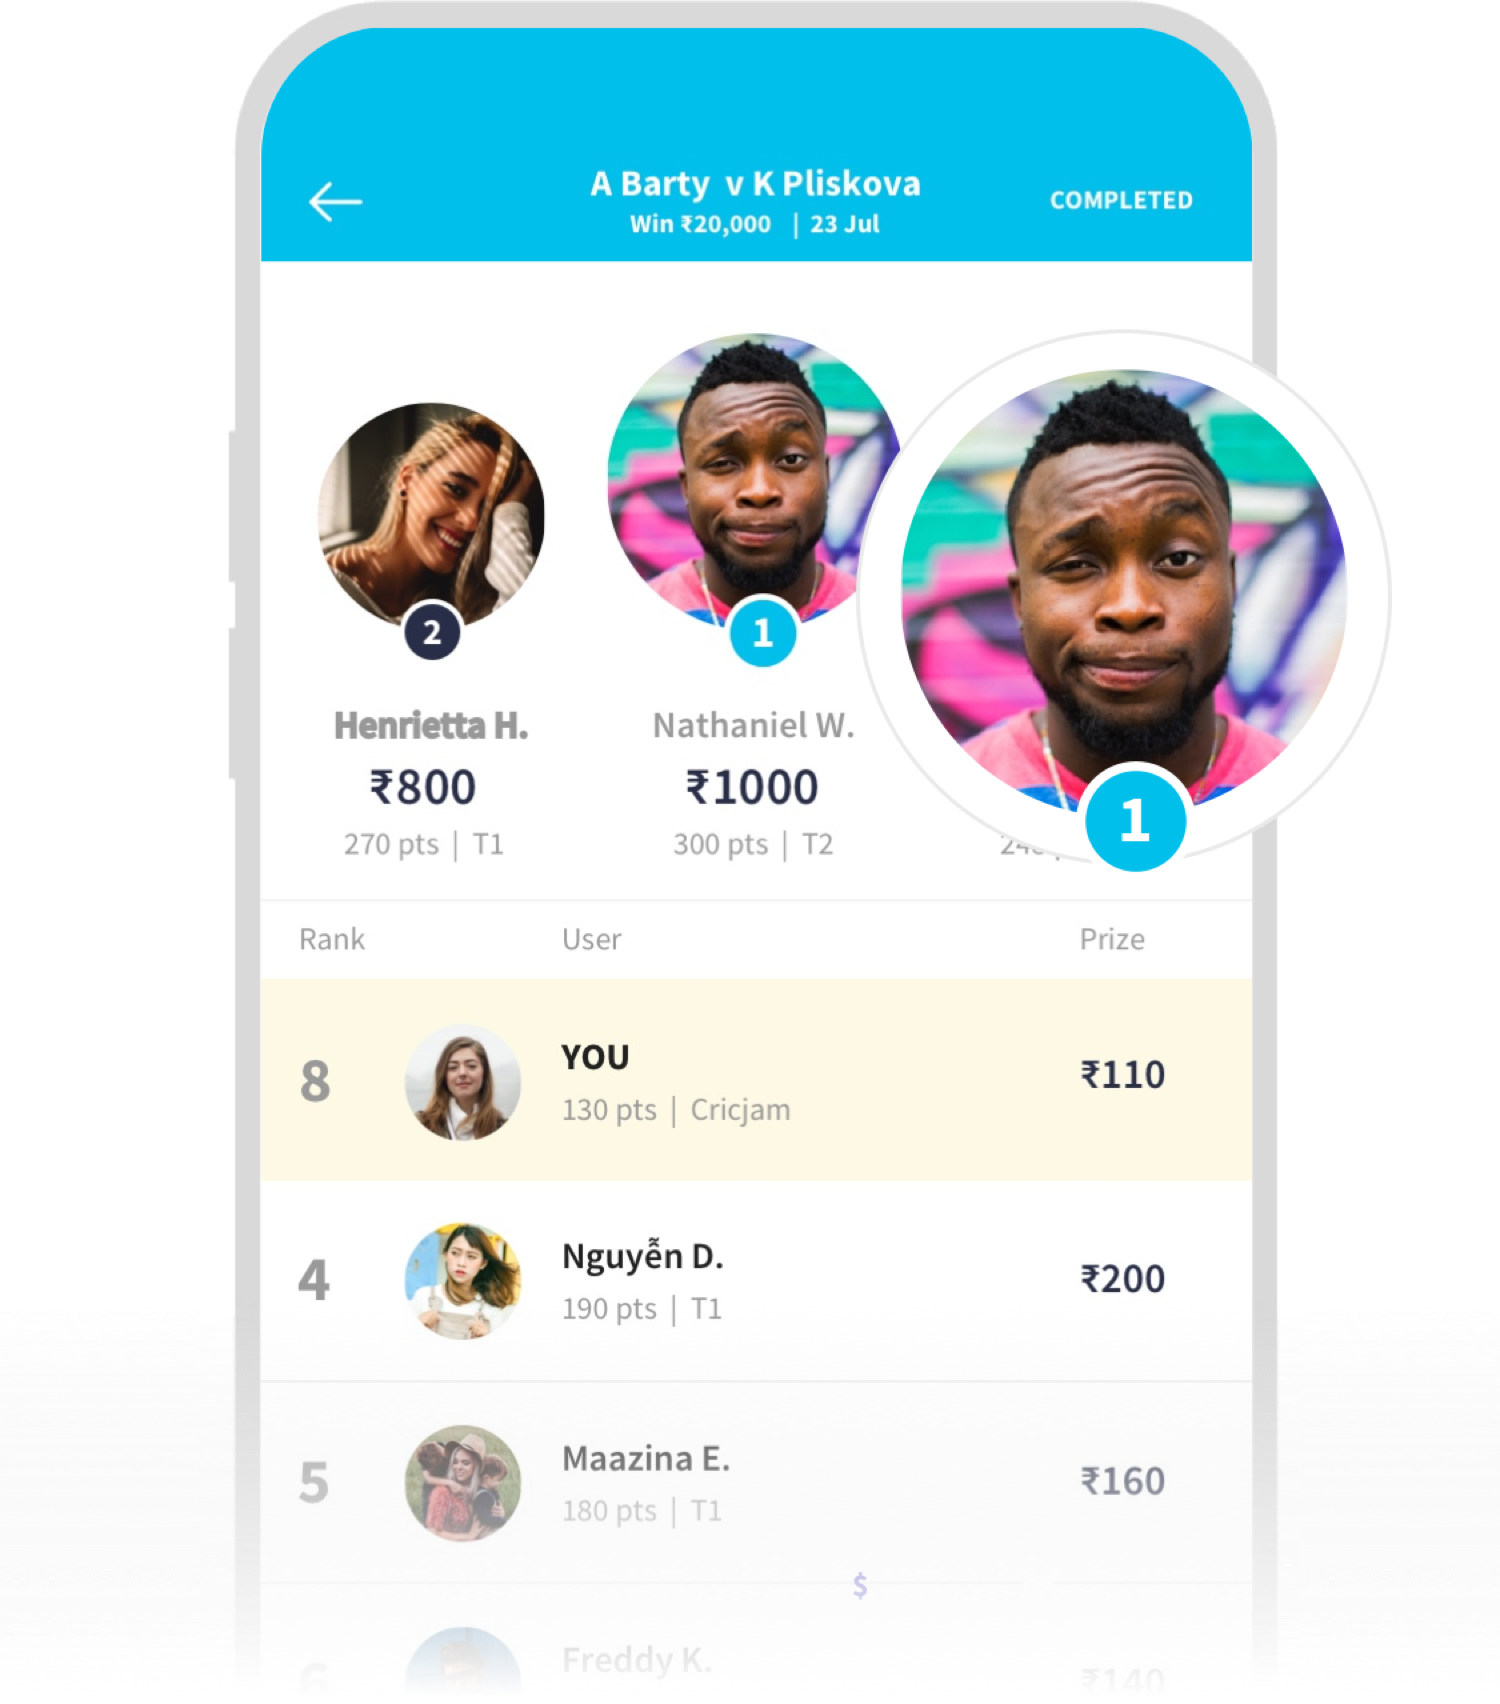 A Barty v K Pliskova
Win ₹20,000 | 23 Jul
COMPLETED
2
1
1
Henrietta H.
Nathaniel W.
₹800
₹1000
270 pts | T1
300 pts | T2
Rank User Prize
8
YOU
130 pts | Cricjam
₹110
4
Nguyễn D.
190 pts | T1
₹200
5
Maazina E.
180 pts | T1
₹160
$
6
Freddy K.
₹140